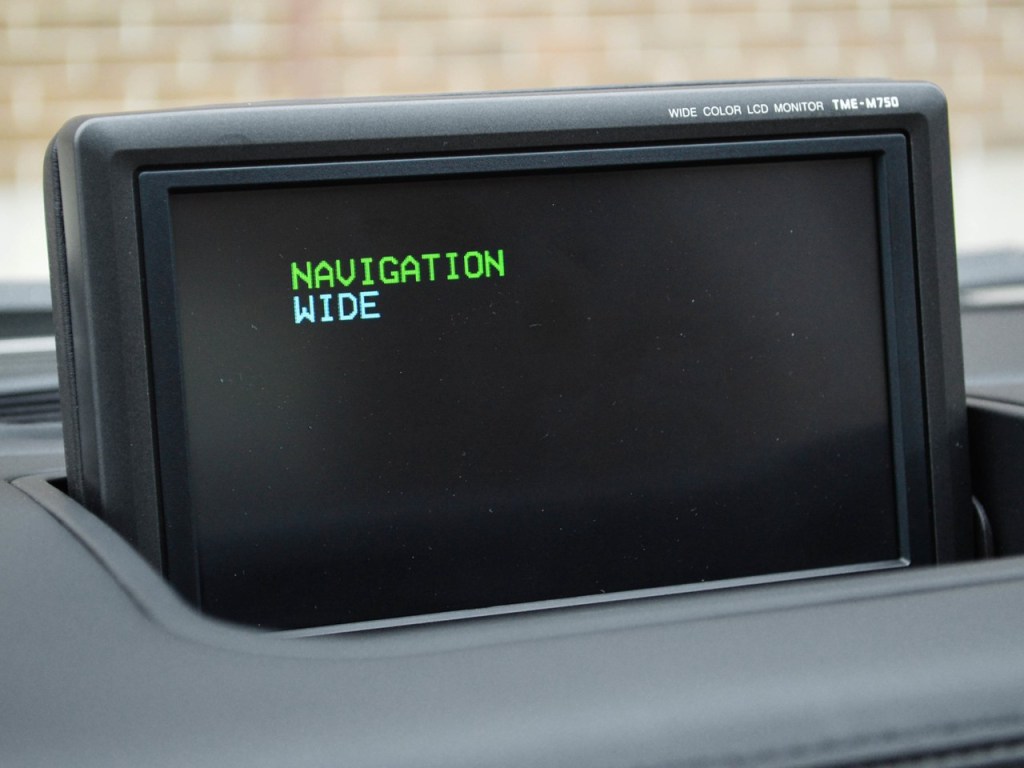 WIDE COLOR LCD MONITOR TME-M750
NAVIGATION
WIDE